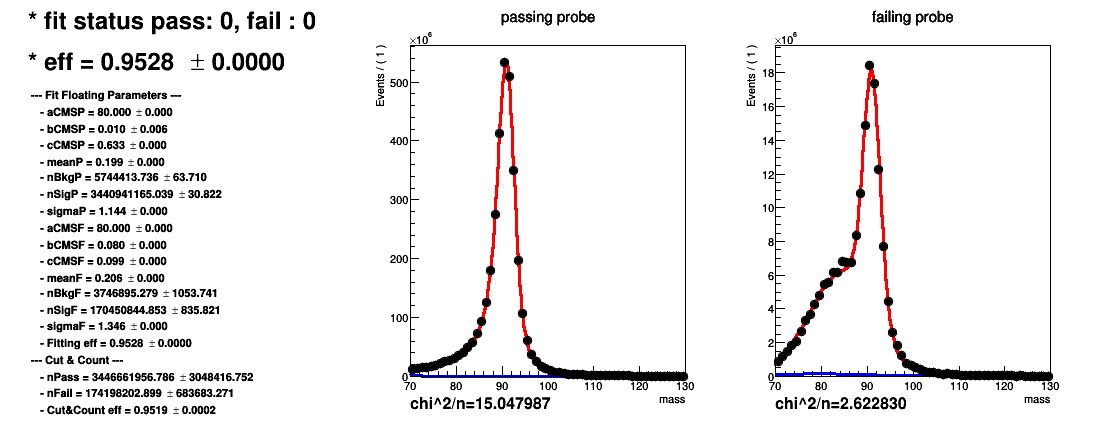 * fit status pass: 0, fail : 0
* eff = 0.9528 ± 0.0000
--- Fit Floating Parameters ---
- aCMSP = 80.000 ± 0.000
- bCMSP = 0.010 ± 0.006
- cCMSP = 0.633 ± 0.000
- meanP = 0.199 ± 0.000
- nBkgP = 5744413.736 ± 63.710
- nSigP = 3440941165.039 ± 30.822
- sigmaP = 1.144 ± 0.000
- aCMSF = 80.000 ± 0.000
- bCMSF = 0.080 ± 0.000
- cCMSF = 0.099 ± 0.000
- meanF = 0.206 ± 0.000
- nBkgF = 3746895.279 ± 1053.741
- nSigF = 170450844.853 ± 835.821
- sigmaF = 1.346 ± 0.000
- Fitting eff = 0.9528 ± 0.0000
--- Cut & Count ---
- nPass = 3446661956.786 ± 3048416.752
- nFail = 174198202.899 ± 683683.271
- Cut&Count eff = 0.9519 ± 0.0002
passing probe
×10^6
Events / ( 1 )
500
400
300
200
100
0
70 80 90 100 110 120 130
mass
chi^2/n=15.047987
failing probe
×10^6
Events / ( 1 )
18
16
14
12
10
8
6
4
2
0
70 80 90 100 110 120 130
mass
chi^2/n=2.622830